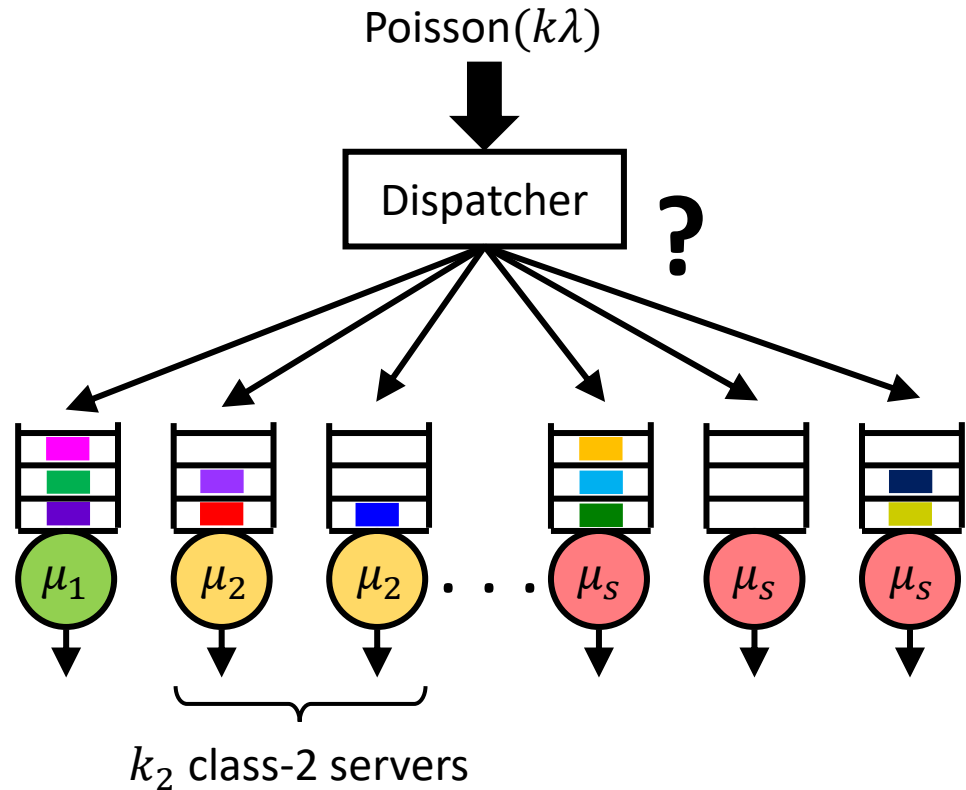 Poisson(kλ)
Dispatcher
?
μ₁ μ₂ μ₂ . . . μₛ μₛ μₛ
k₂ class-2 servers